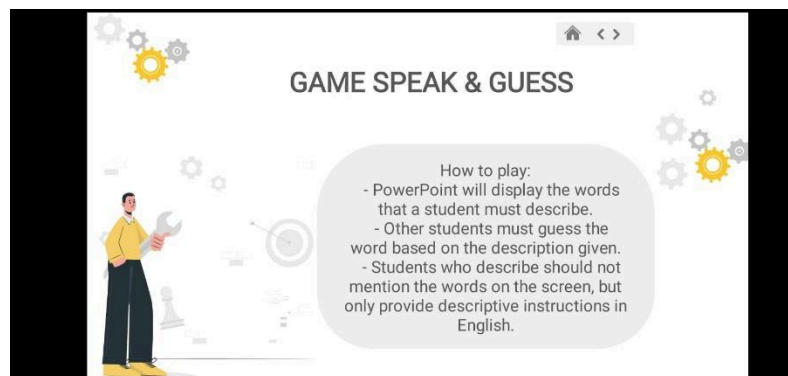 GAME SPEAK & GUESS
How to play:
- PowerPoint will display the words
that a student must describe.
- Other students must guess the
word based on the description given.
- Students who describe should not
mention the words on the screen, but
only provide descriptive instructions in
English.